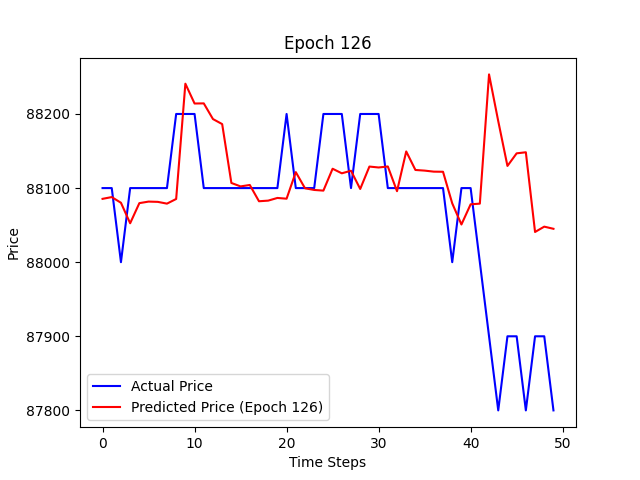 Epoch 126
Price
88200
88100
88000
87900
87800
Actual Price
Predicted Price (Epoch 126)
0 10 20 30 40 50
Time Steps